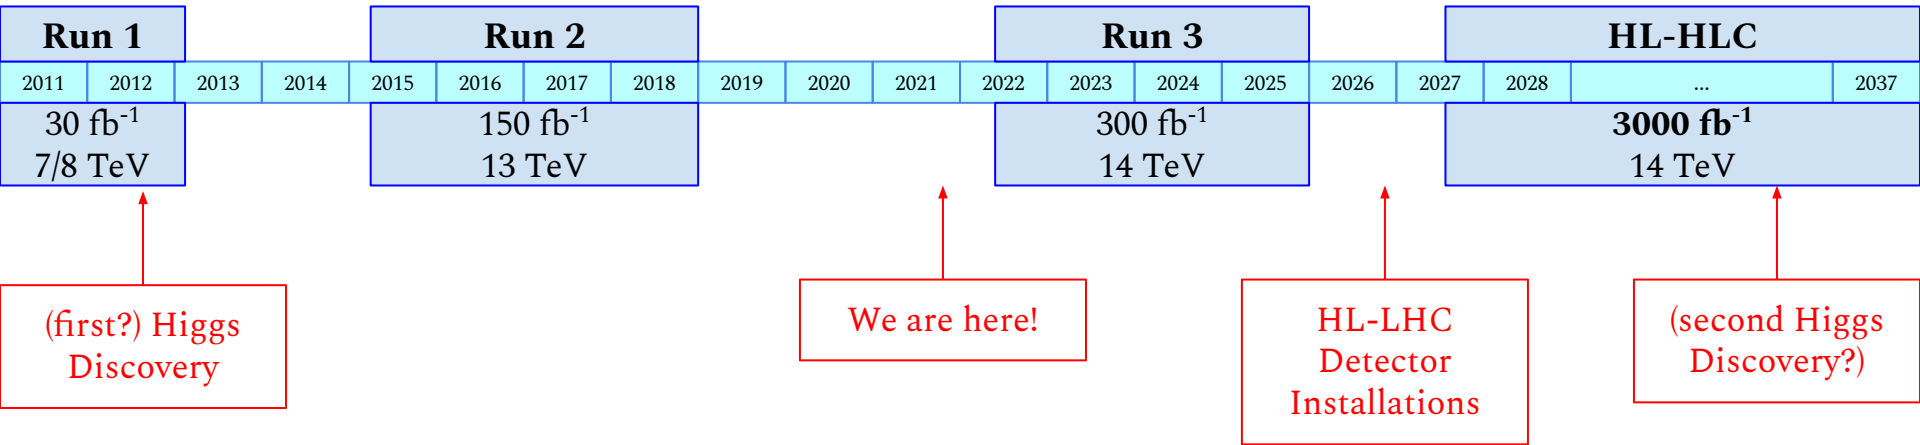 Run 1 Run 2 Run 3 HL-HLC
2011 2012 2013 2014 2015 2016 2017 2018 2019 2020 2021 2022 2023 2024 2025 2026 2027 2028 ... 2037
30 fb⁻¹ 150 fb⁻¹ 300 fb⁻¹ 3000 fb⁻¹
7/8 TeV 13 TeV 14 TeV 14 TeV
(first?) Higgs
Discovery
We are here!
HL-LHC
Detector
Installations
(second Higgs
Discovery?)